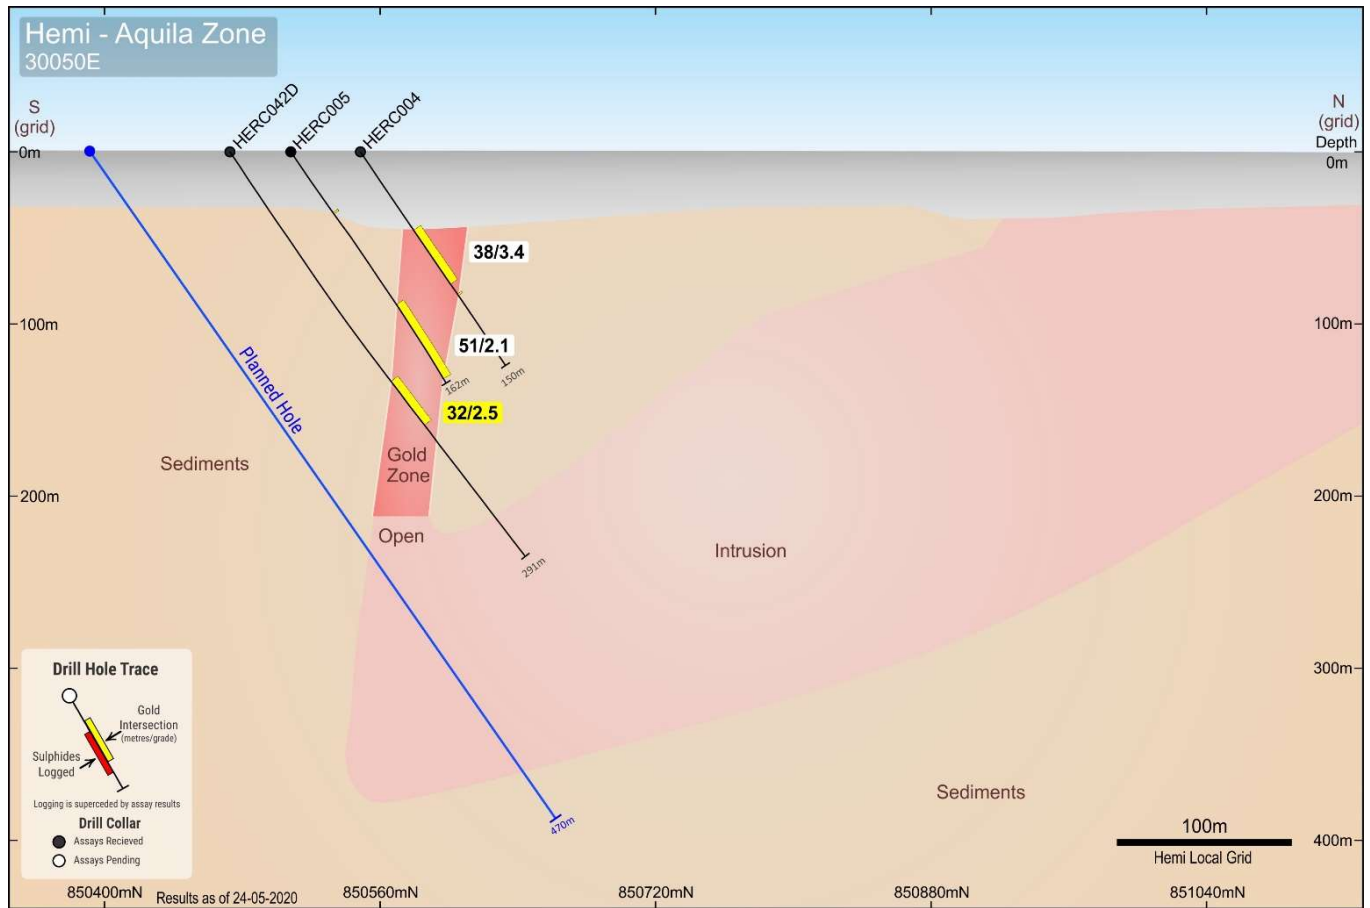 Hemi - Aquila Zone
30050E
S
(grid)
N
(grid)
Depth
0m
0m
HERC042D
HERC005
HERC004
38/3.4
100m
100m
51/2.1
162m
150m
Planned Hole
32/2.5
Sediments
Gold
Zone
200m
200m
Open
Intrusion
291m
300m
Drill Hole Trace
Gold
Intersection
(metres/grade)
Sulphides
Logged
Logging is superceded by assay results
Drill Collar
Assays Recieved
Assays Pending
Sediments
470m
100m
Hemi Local Grid
400m
850400mN
850560mN
850720mN
850880mN
851040mN
Results as of 24-05-2020